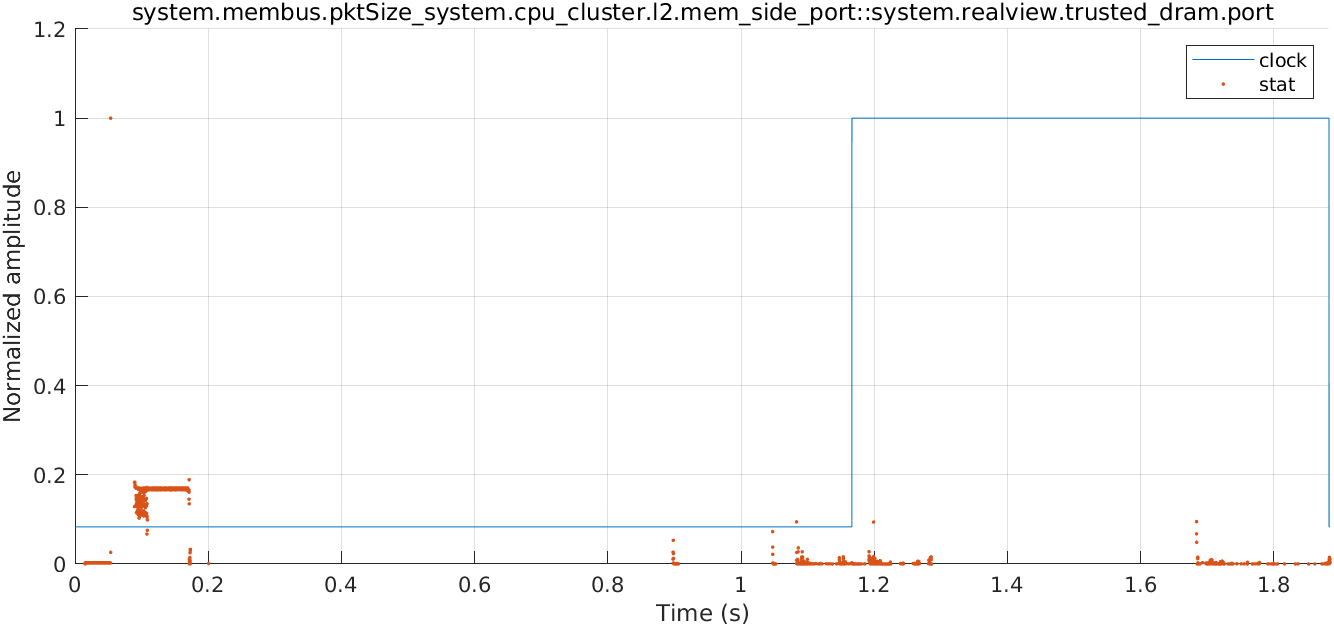 system.membus.pktSize_system.cpu_cluster.l2.mem_side_port::system.realview.trusted_dram.port
1.2
1
0.8
0.6
0.4
0.2
0
Normalized amplitude
clock
stat
0 0.2 0.4 0.6 0.8 1 1.2 1.4 1.6 1.8
Time (s)